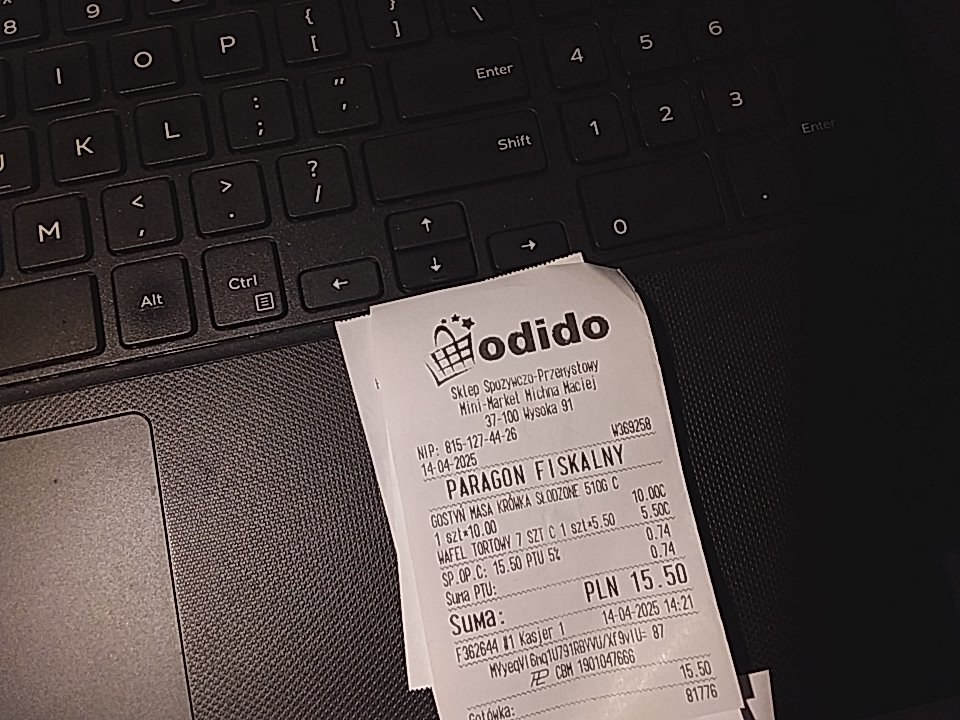 8
9
{
[
}
]
\
4
5
6
I
O
P
Enter
K
L
:
;
"
,
Shift
1
2
3
Enter
M
<
,
>
.
?
/
↑
0
.
Alt
Ctrl
←
↓
→
odido
Sklep Spożywczo-Przemysłowy
Mini-Market Michna Maciej
37-100 Wysoka 91
NIP: 815-127-44-26
14-04-2025 W369258
PARAGON FISKALNY
GOSTYŃ MASA KRÓWKA SŁODZONE 510G C
1 szt*10.00 10.00C
WAFEL TORTOWY 7 SZT C 1 szt*5.50 5.50C
SP.OP.C: 15.50 PTU 5% 0.74
Suma PTU: 0.74
Suma: PLN 15.50
F362644 #1 Kasjer 1 14-04-2025 14:21
CBM 1901047666
Gotówka: 15.50
81776